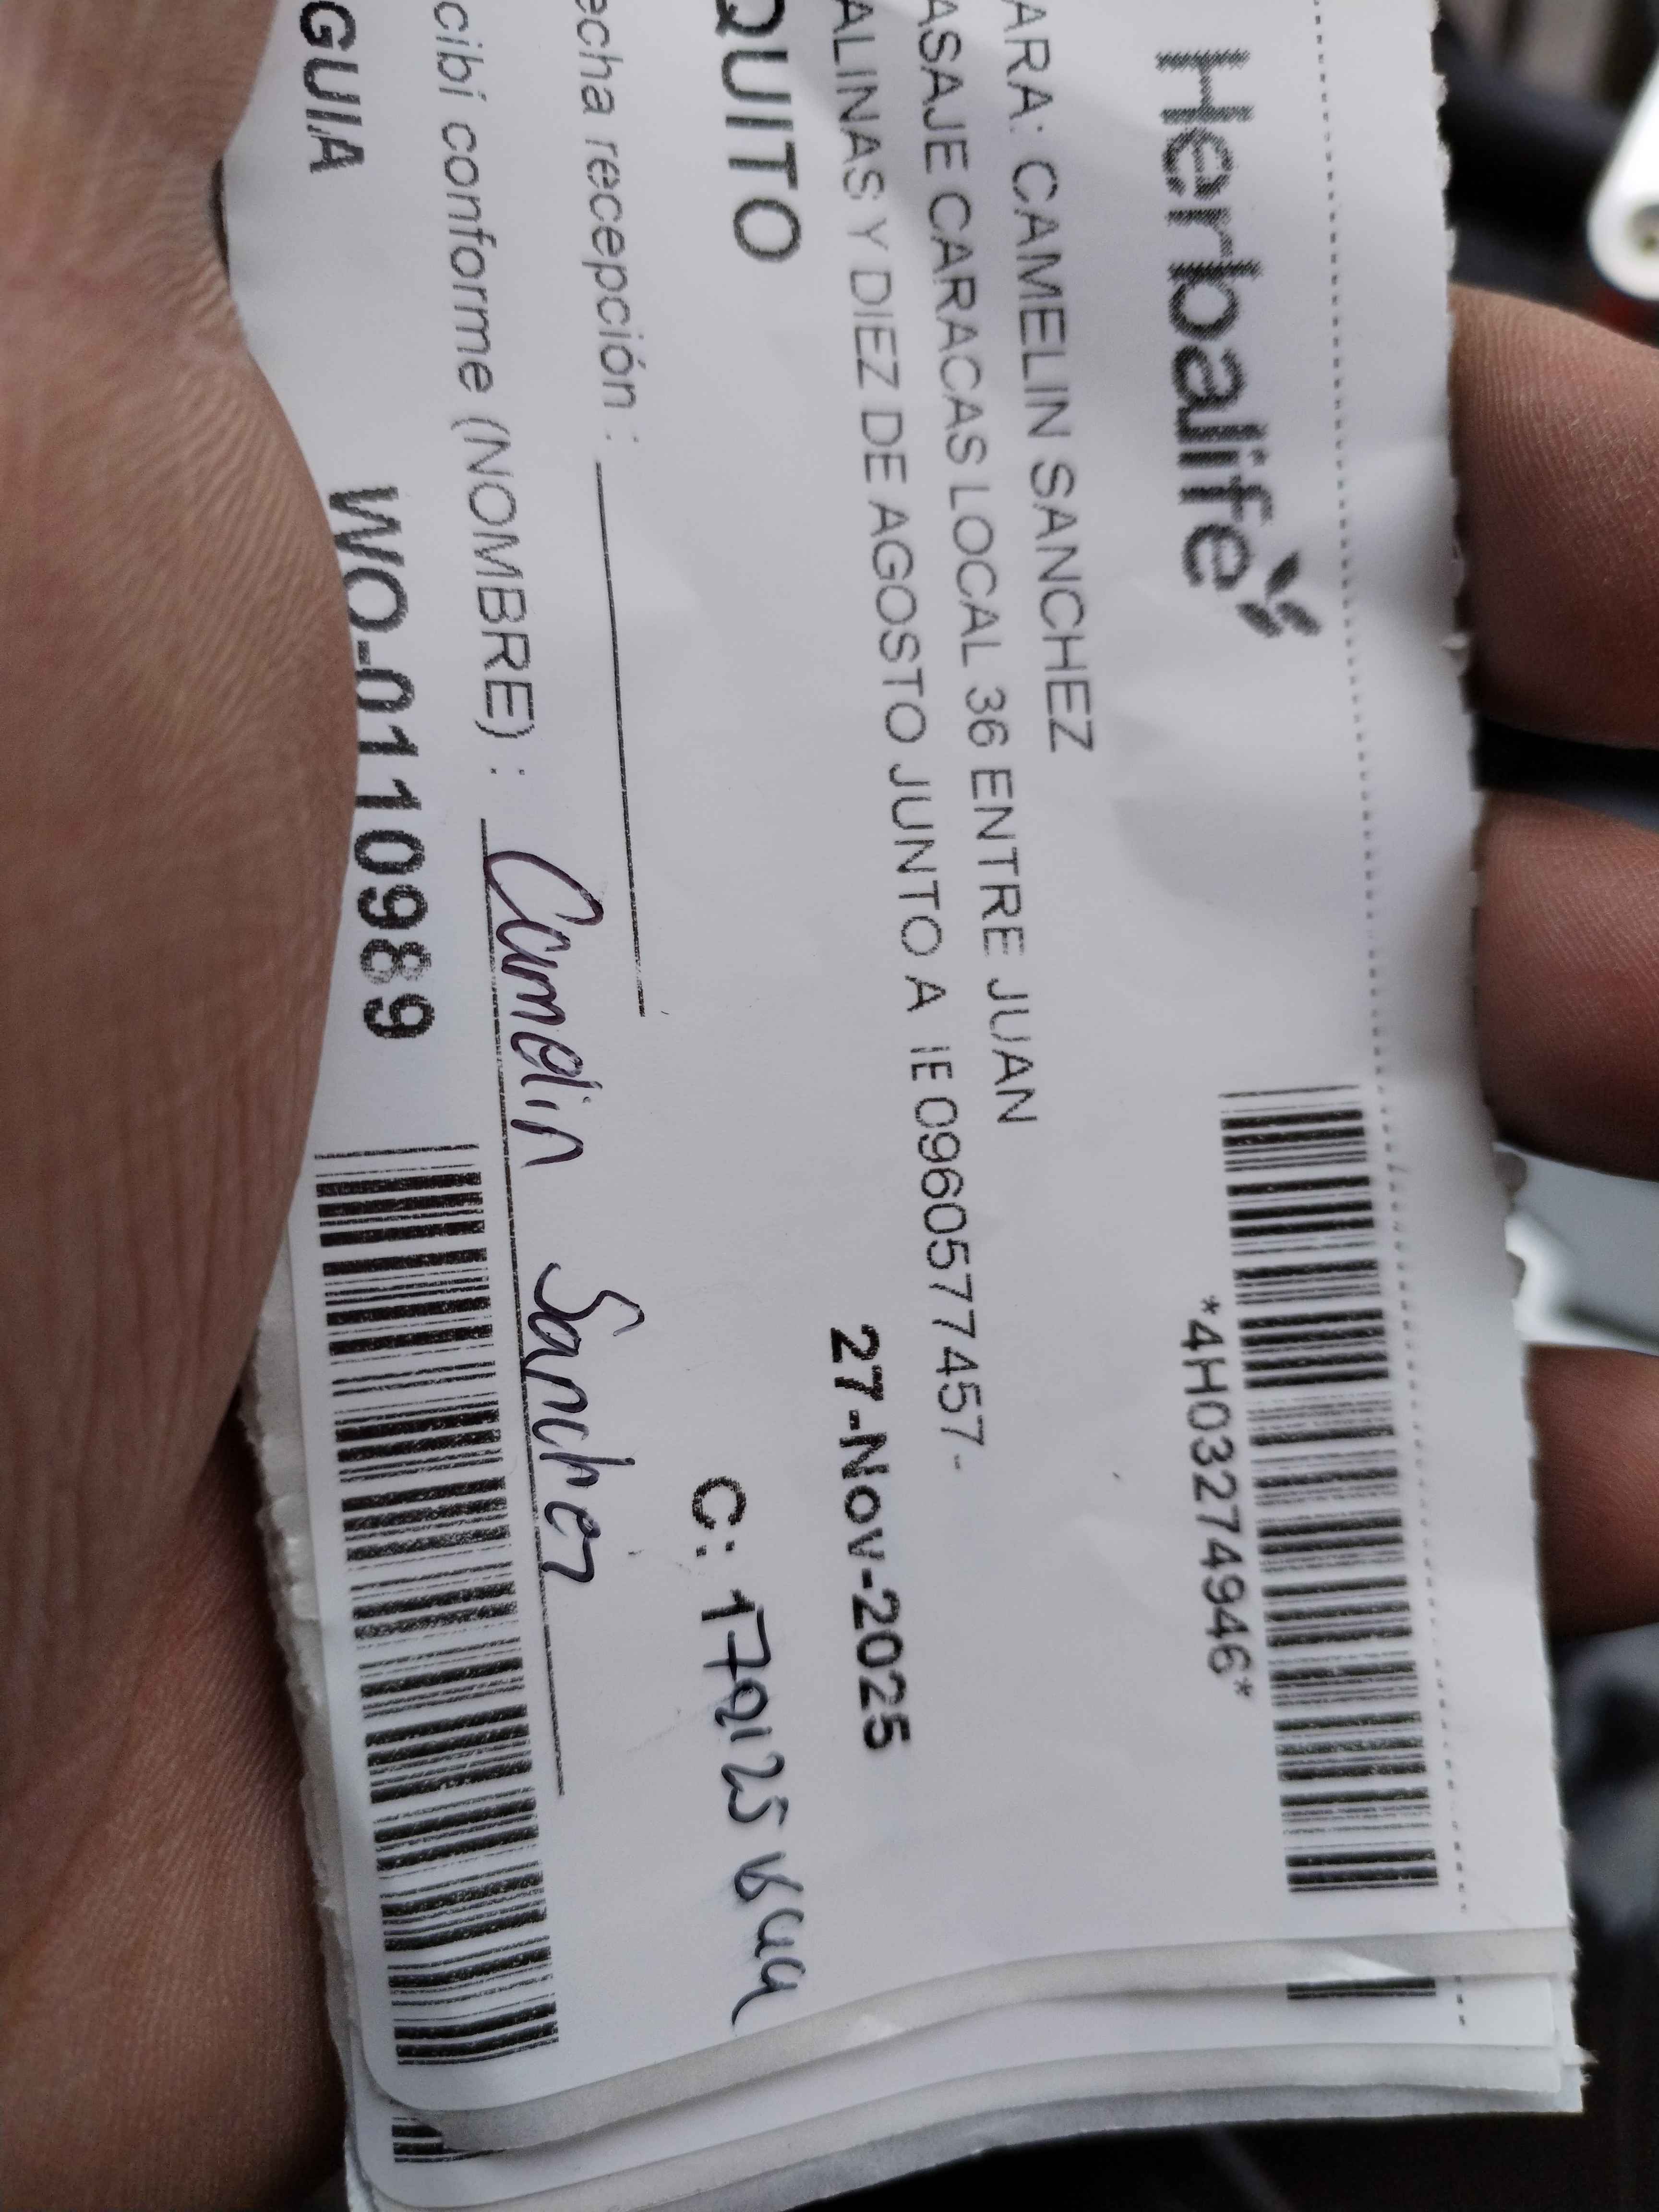 Herbalife
*4H03274946*
ARA: CAMELIN SANCHEZ
ASAJE CARACAS LOCAL 36 ENTRE JUAN
ALINAS Y DIEZ DE AGOSTO JUNTO A IE 0960577457-
27-Nov-2025
QUITO
echa recepción :
C:
cibí conforme (NOMBRE) : Camelin Sanchez
GUIA WO-0110989